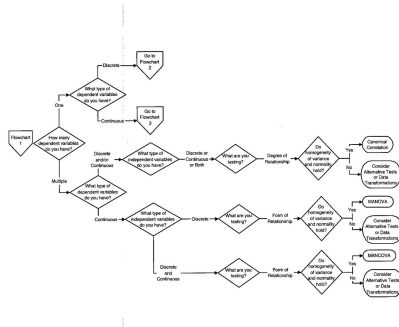 Flowchart
1
How many
dependent variables
do you have?
One
Multiple
What type of
dependent variables
do you have?
Discrete
Go to
Flowchart
2
Continuous
Go to
Flowchart
3
What type of
dependent variables
do you have?
Discrete
and/or
Continuous
What type of
independent variables
do you have?
Discrete or
Continuous
or Both
What are you
testing?
Degree of
Relationship
Do
homogeneity
of variance
and normality
hold?
Yes
Canonical
Correlation
No
Consider
Alternative Tests
or Data
Transformations
Continuous
What type of
independent variables
do you have?
Discrete
What are you
testing?
Form of
Relationship
Do
homogeneity
of variance
and normality
hold?
Yes
MANOVA
No
Consider
Alternative Tests
or Data
Transformations
Discrete
and
Continuous
What are you
testing?
Form of
Relationship
Do
homogeneity
of variance
and normality
hold?
Yes
MANCOVA
No
Consider
Alternative Tests
or Data
Transformations